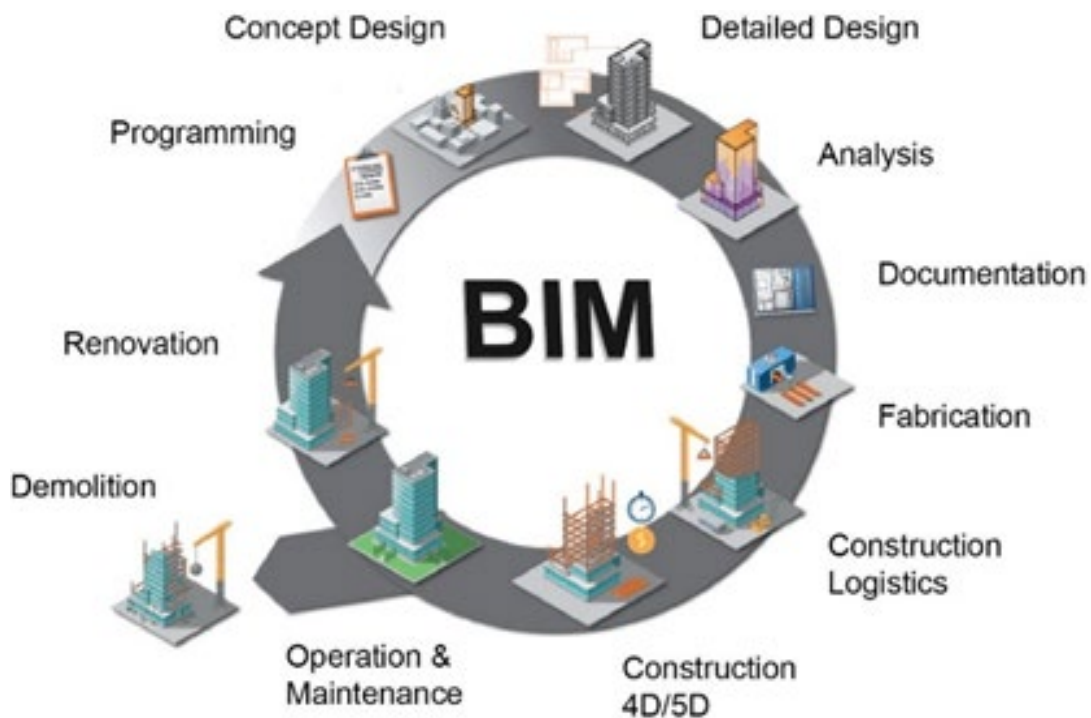 Concept Design
Detailed Design
Programming
Analysis
Documentation
BIM
Renovation
Fabrication
Demolition
Construction
Logistics
Operation &
Maintenance
Construction
4D/5D